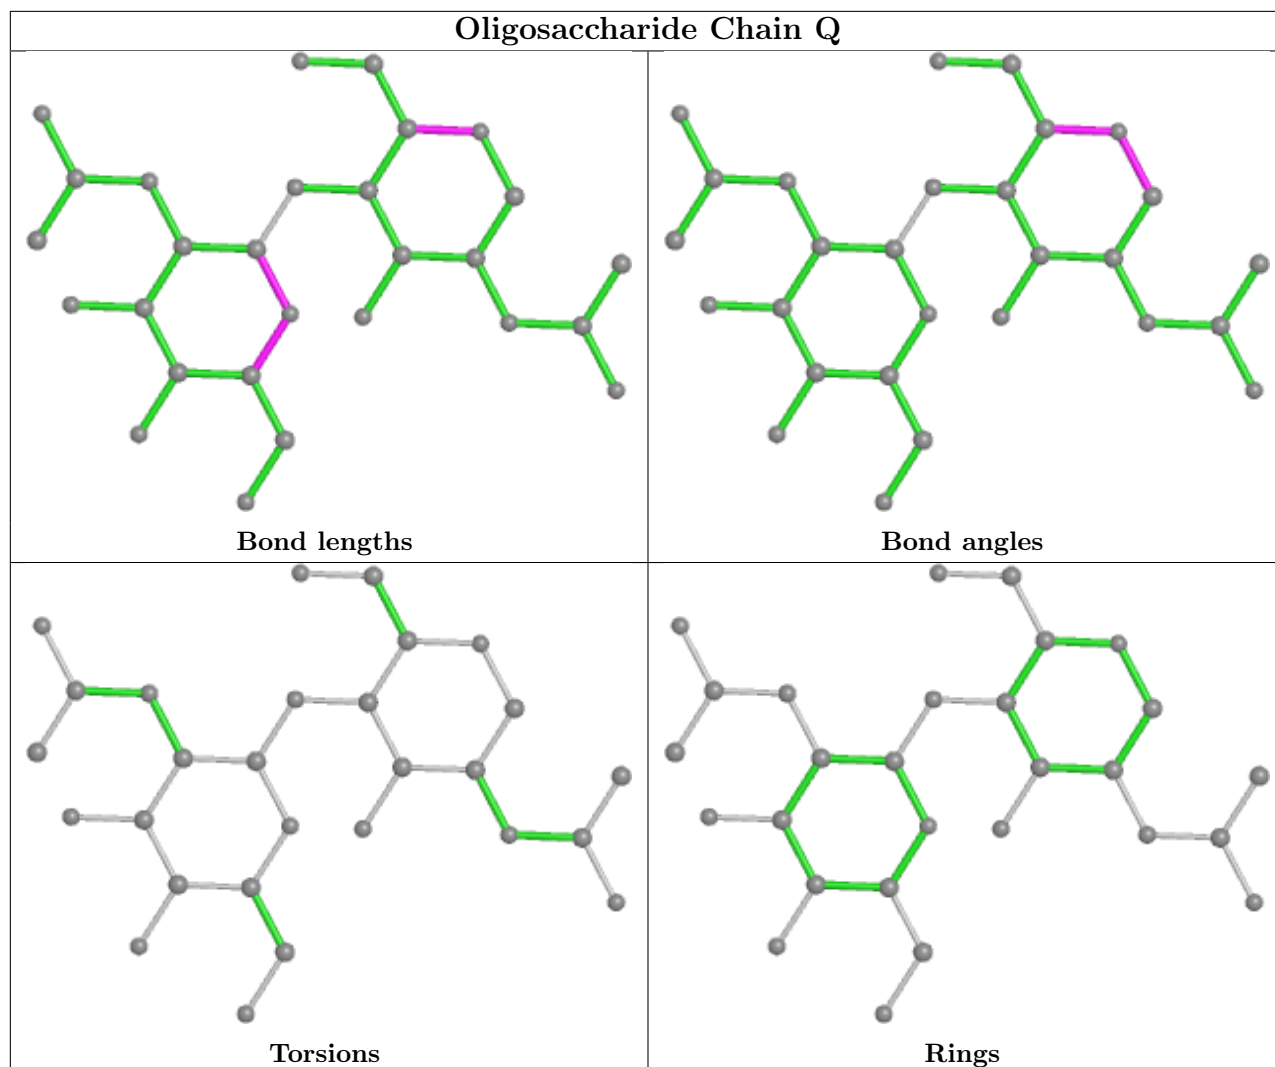 Oligosaccharide Chain Q
Bond lengths
Bond angles
Torsions
Rings